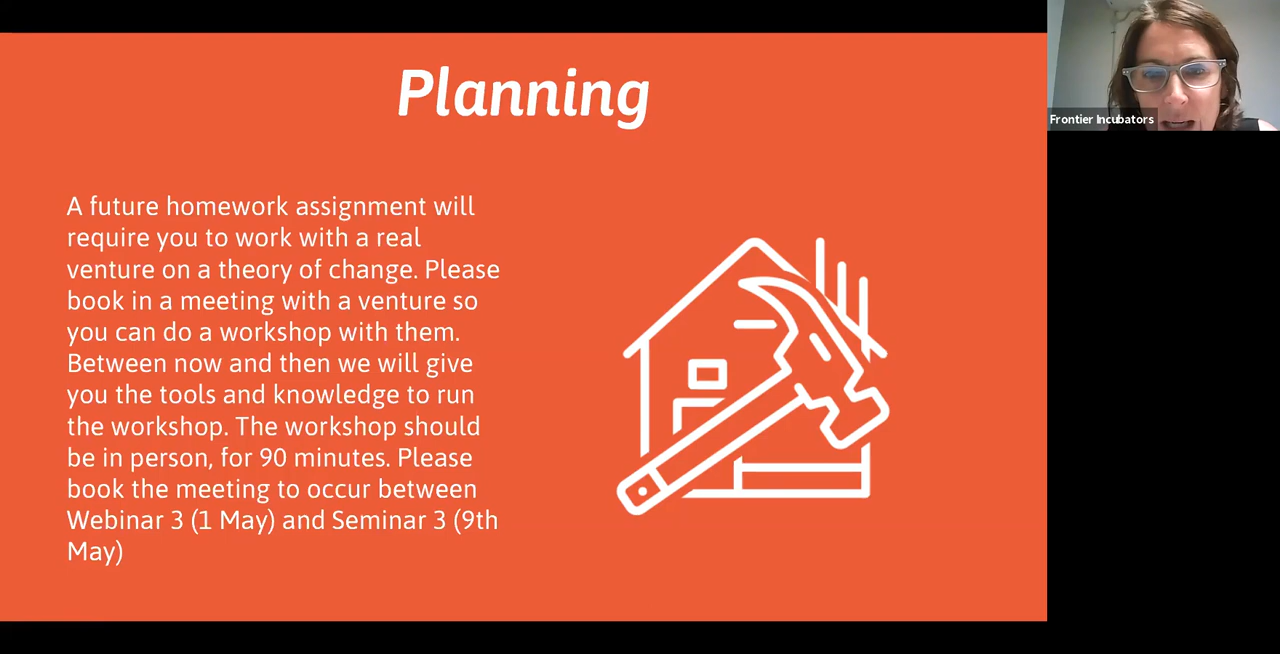 Planning
Frontier Incubators
A future homework assignment will
require you to work with a real
venture on a theory of change. Please
book in a meeting with a venture so
you can do a workshop with them.
Between now and then we will give
you the tools and knowledge to run
the workshop. The workshop should
be in person, for 90 minutes. Please
book the meeting to occur between
Webinar 3 (1 May) and Seminar 3 (9th
May)